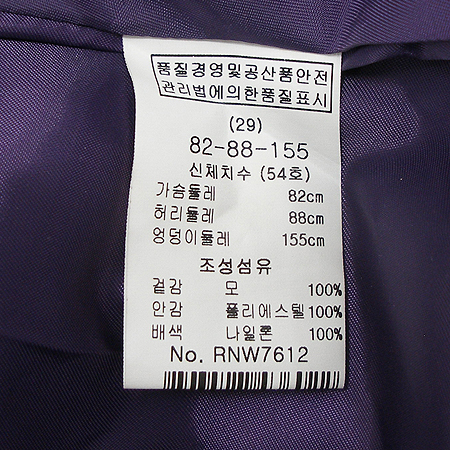 품질경영및공산품안전
관리법에의한품질표시
(29)
82-88-155
신체치수 (54호)
가슴둘레 82cm
허리둘레 88cm
엉덩이둘레 155cm
조성섬유
겉감 모 100%
안감 폴리에스텔 100%
배색 나일론 100%
No. RNW7612